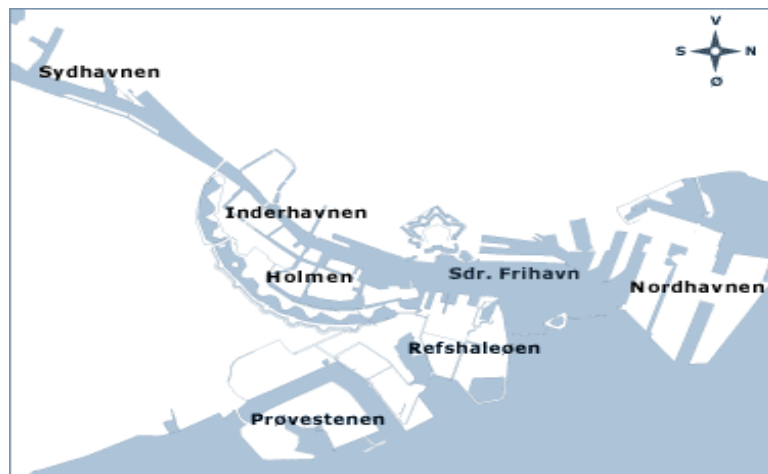 V
S N
Ø
Sydhavnen
Inderhavnen
Holmen
Sdr. Frihavn
Nordhavnen
Refshaleøen
Prøvestenen